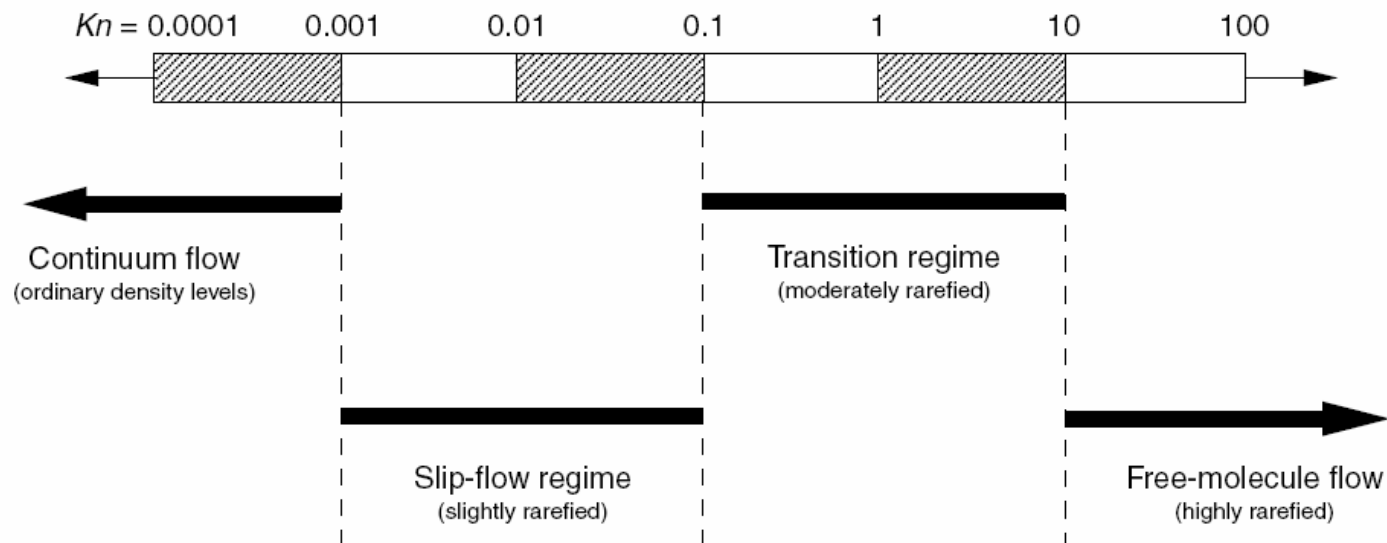 Kn = 0.0001 0.001 0.01 0.1 1 10 100
Continuum flow
(ordinary density levels)
Transition regime
(moderately rarefied)
Slip-flow regime
(slightly rarefied)
Free-molecule flow
(highly rarefied)